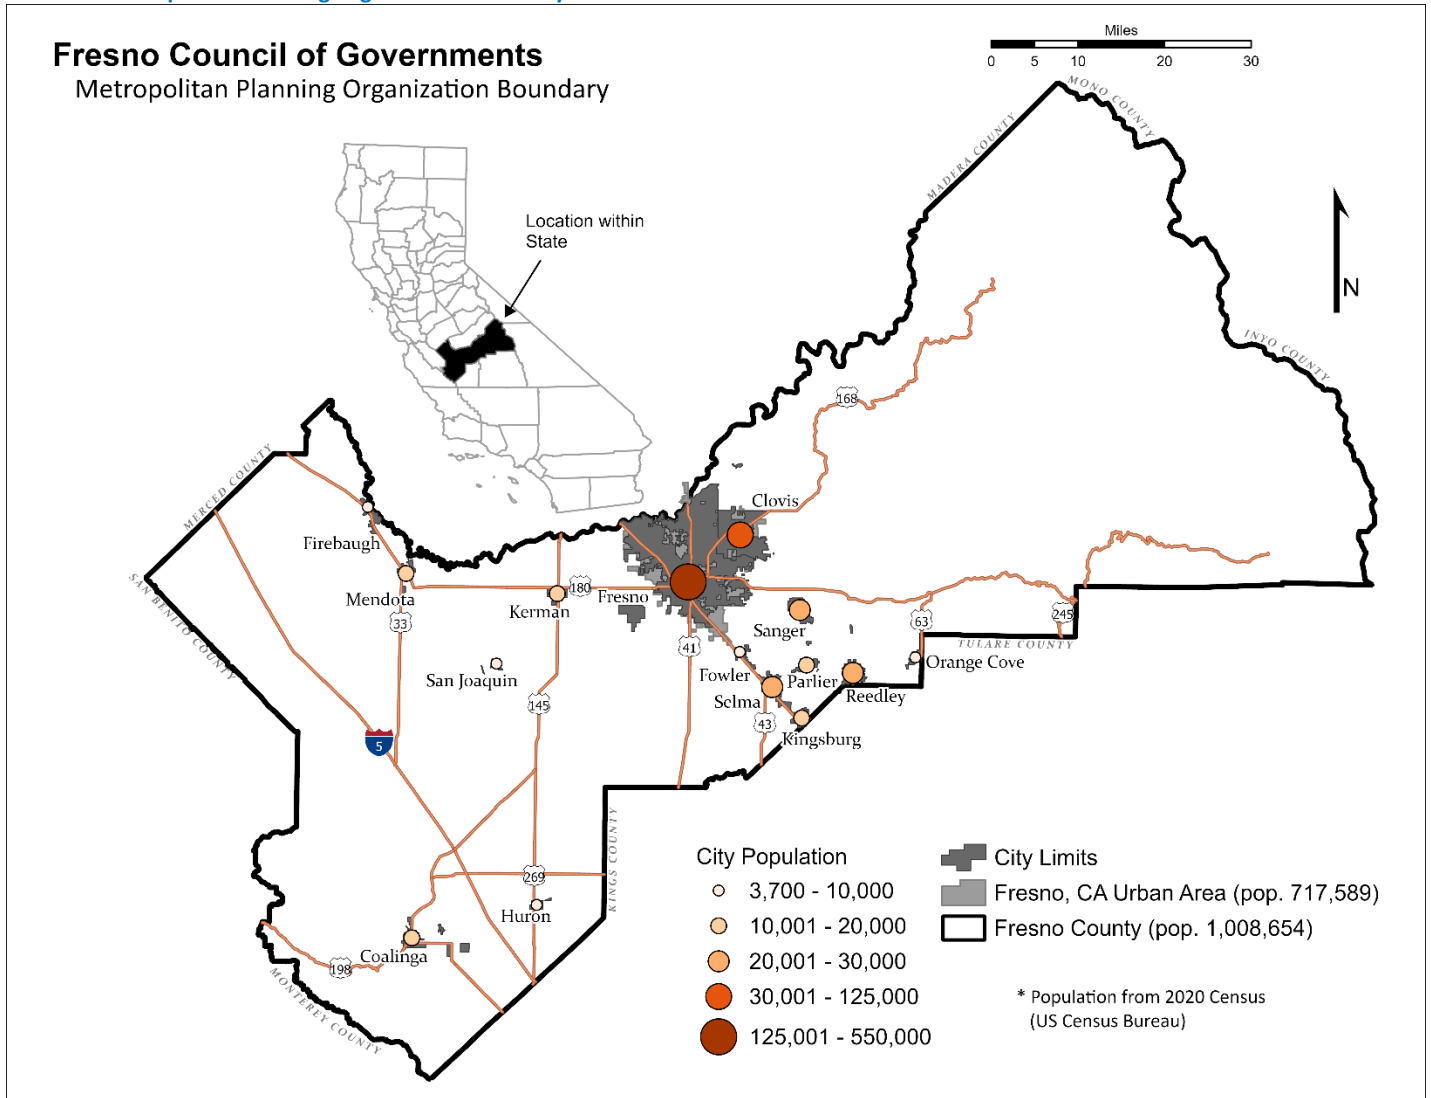 Fresno Council of Governments
Metropolitan Planning Organization Boundary
Miles
0 5 10 20 30
MONO COUNTY
MADERA COUNTY
Location within
State
N
INYO COUNTY
168
MERCED COUNTY
Clovis
Firebaugh
SAN BENITO COUNTY
Mendota
180
Fresno
Kerman
33
Sanger
63
245
TULARE COUNTY
41
San Joaquin
Fowler
Parlier
Orange Cove
Selma
Reedley
145
43
Kingsburg
5
KINGS COUNTY
269
Huron
Coalinga
198
MONTEREY COUNTY
City Population
3,700 - 10,000
10,001 - 20,000
20,001 - 30,000
30,001 - 125,000
125,001 - 550,000
City Limits
Fresno, CA Urban Area (pop. 717,589)
Fresno County (pop. 1,008,654)
* Population from 2020 Census
(US Census Bureau)